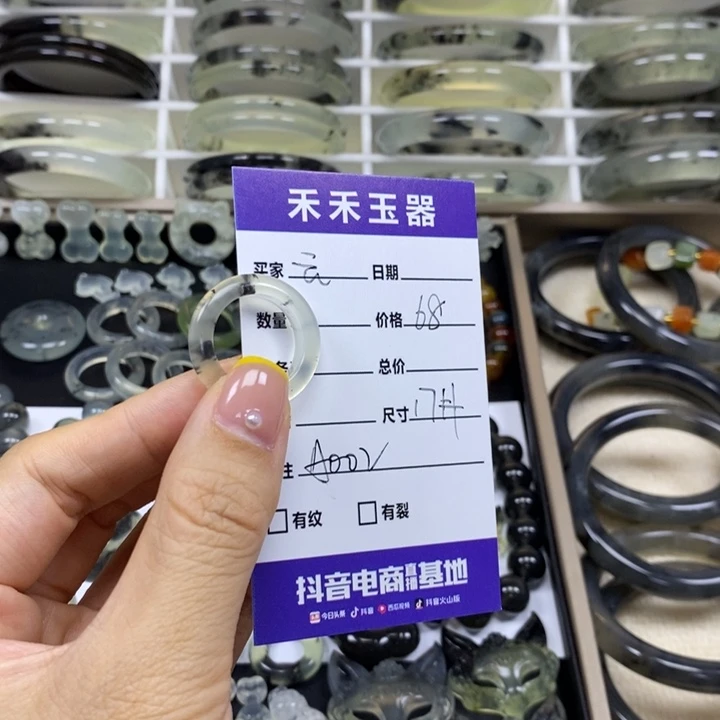 禾禾玉器
买家 云 日期
数量 价格 68
总价
尺寸 17#
注 A002
有纹 有裂
抖音电商直播基地
今日头条 抖音 西瓜视频 抖音火山版